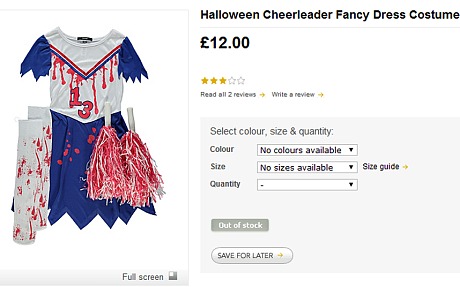 Halloween Cheerleader Fancy Dress Costume
£12.00
Read all 2 reviews
Write a review
Select colour, size & quantity:
Colour
No colours available
Size
No sizes available
Size guide
Quantity
-
Out of stock
SAVE FOR LATER
13
Full screen